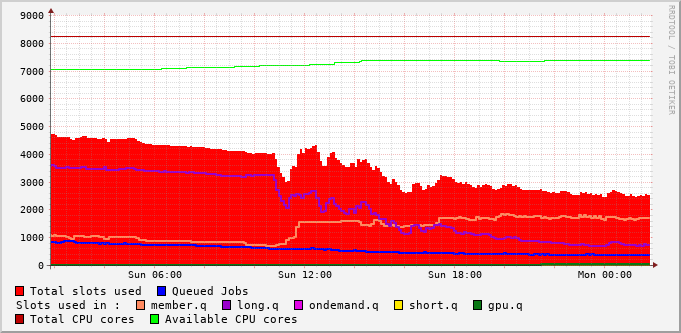 9000
8000
7000
6000
5000
4000
3000
2000
1000
0
Sun 06:00 Sun 12:00 Sun 18:00 Mon 00:00
RRDTOOL / TOBI OETIKER
Total slots used Queued Jobs
Slots used in : member.q long.q ondemand.q short.q gpu.q
Total CPU cores Available CPU cores